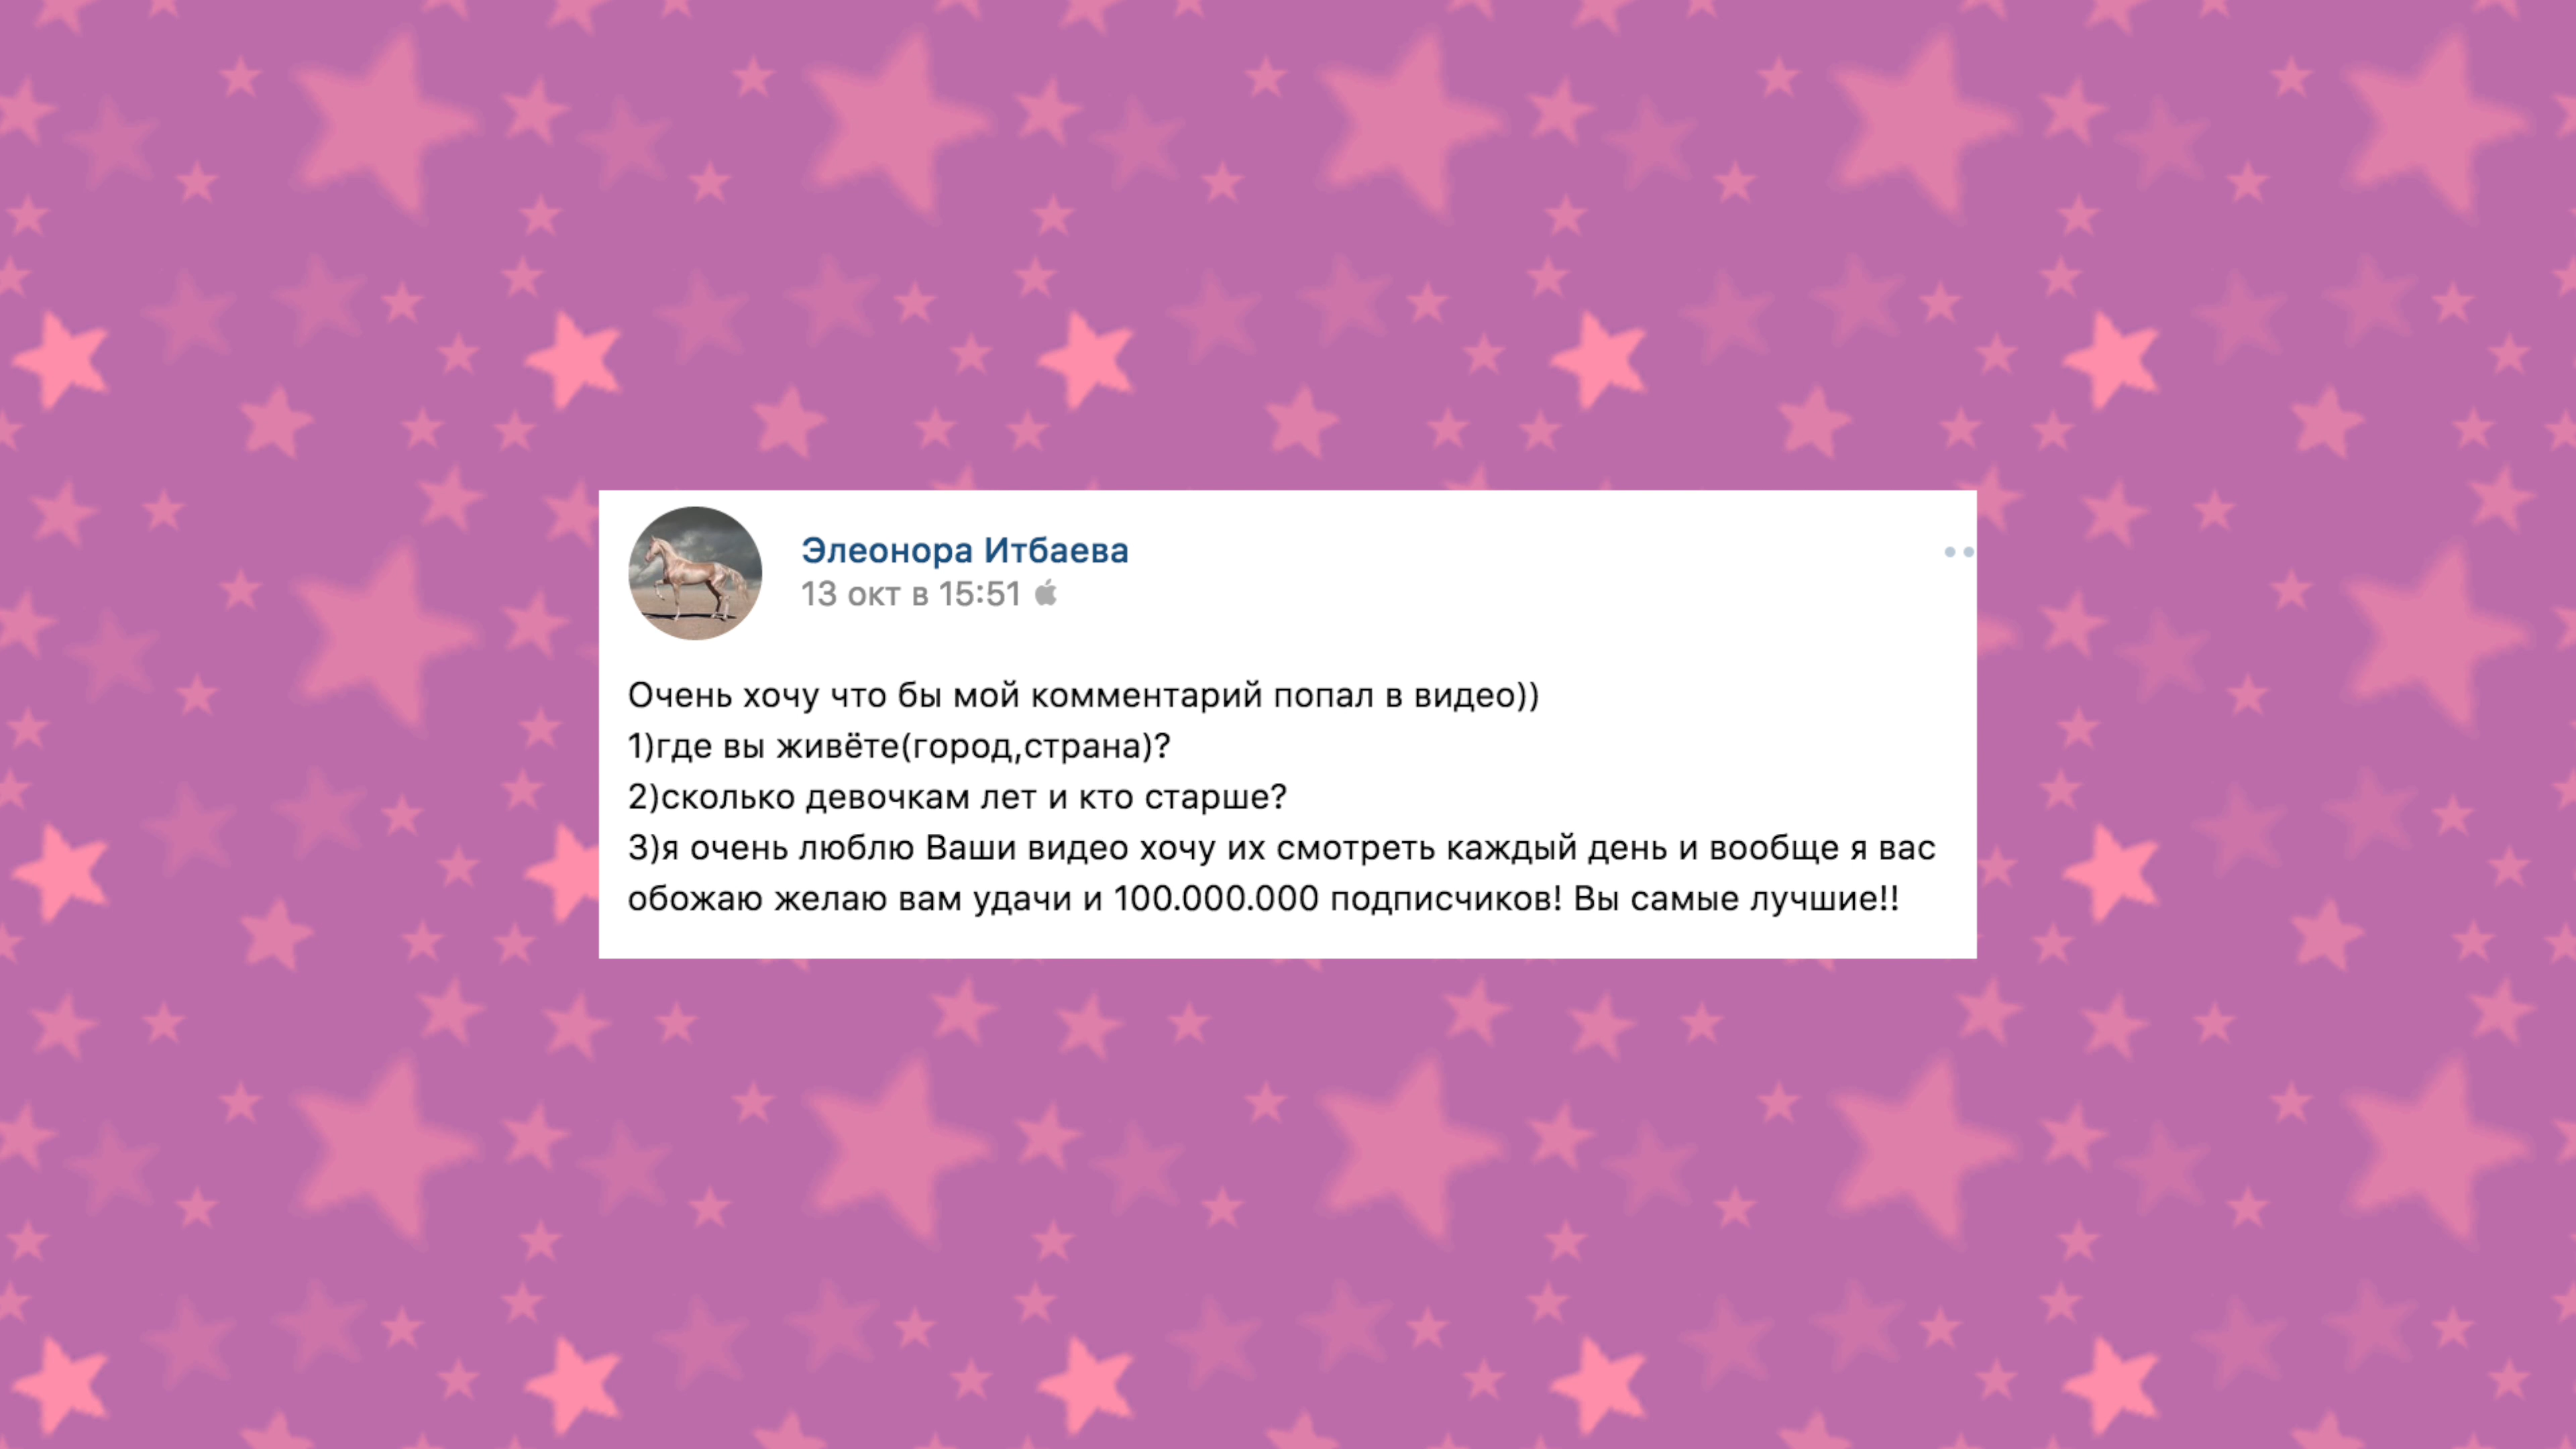 Элеонора Итбаева
13 окт в 15:51
Очень хочу что бы мой комментарий попал в видео))
1)где вы живёте(город,страна)?
2)сколько девочкам лет и кто старше?
3)я очень люблю Ваши видео хочу их смотреть каждый день и вообще я вас
обожаю желаю вам удачи и 100.000.000 подписчиков! Вы самые лучшие!!